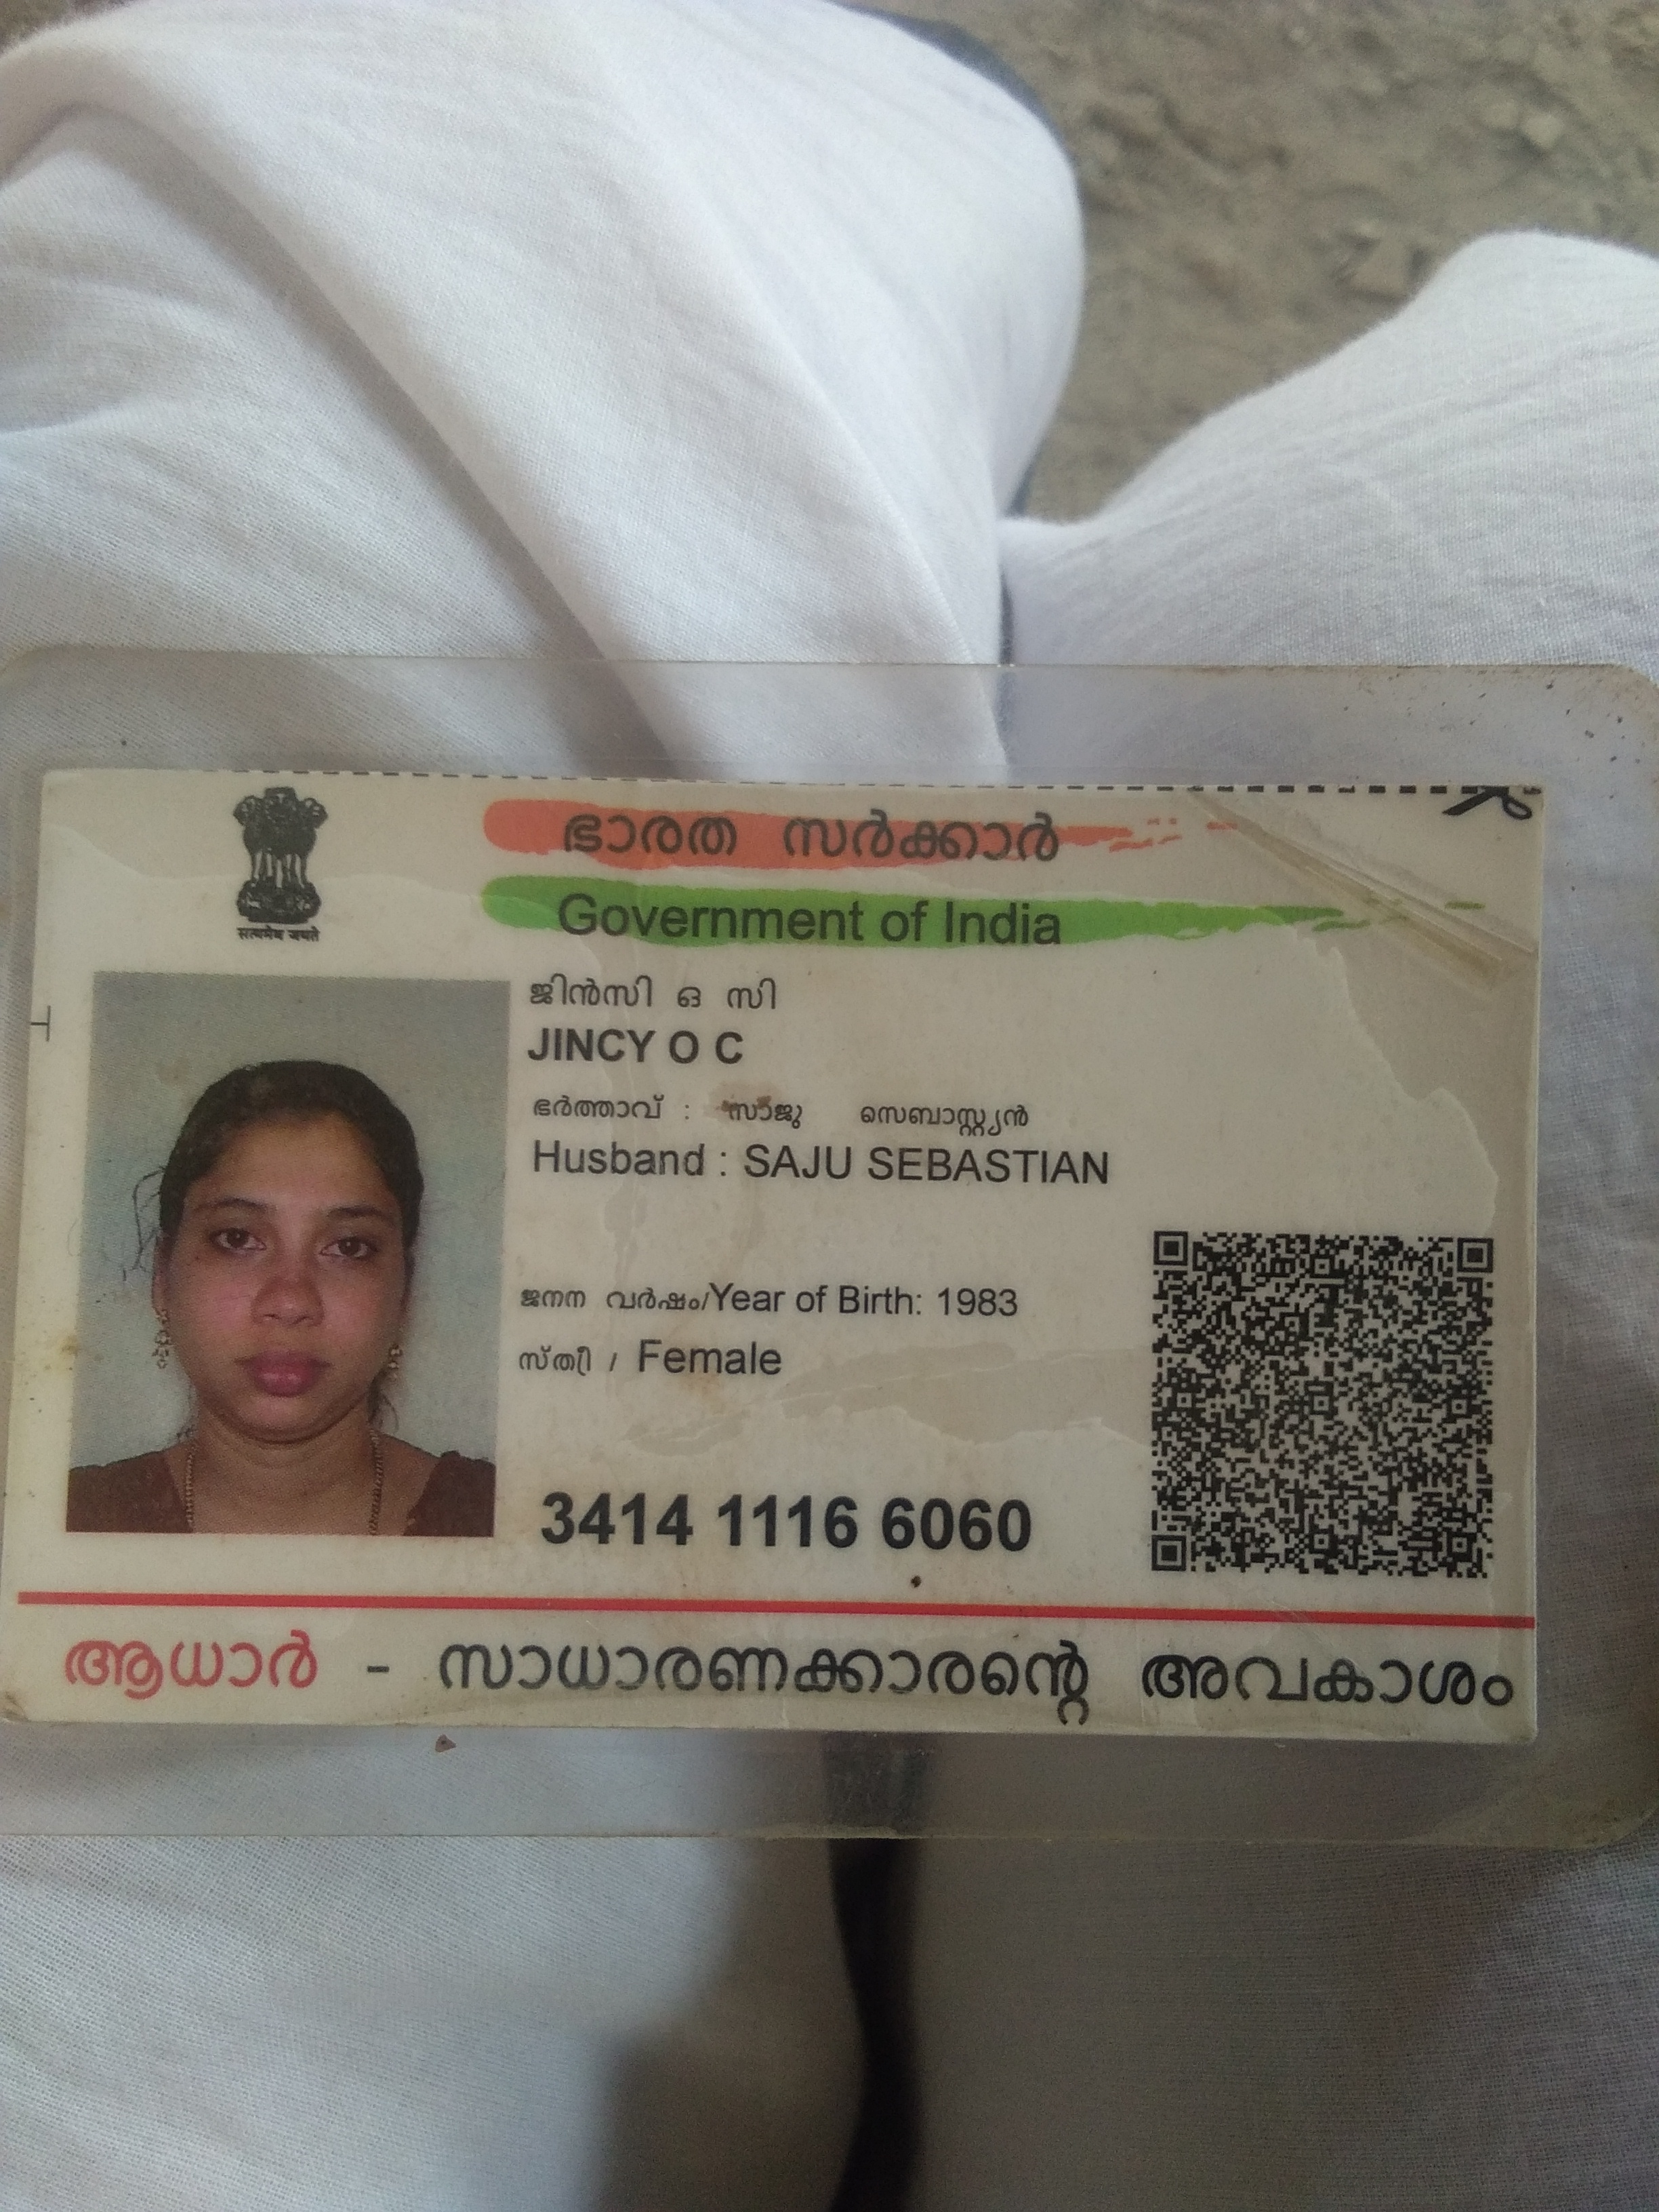 भारत
ഭാരത സർക്കാർ
Government of India
सत्यमेव जयते
ജിൻസി ഒ സി
JINCY O C
ഭർത്താവ് : സാജു സെബാസ്റ്റ്യൻ
Husband : SAJU SEBASTIAN
ജനന വർഷം/Year of Birth: 1983
സ്ത്രീ / Female
3414 1116 6060
ആധാർ - സാധാരണക്കാരന്റെ അവകാശം